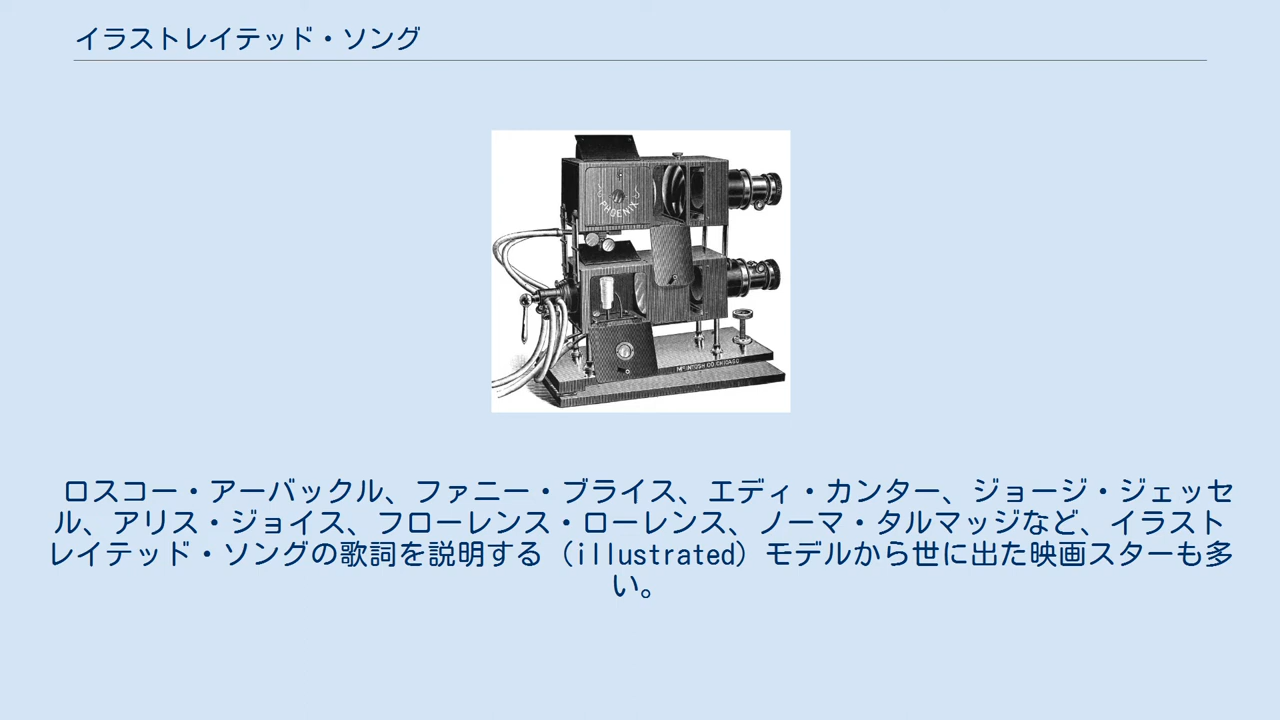 イラストレイテッド・ソング
PHOENIX
McINTOSH CO. CHICAGO
ロスコー・アーバックル、ファニー・ブライス、エディ・カンター、ジョージ・ジェッセ
ル、アリス・ジョイス、フローレンス・ローレンス、ノーマ・タルマッジなど、イラスト
レイテッド・ソングの歌詞を説明する（illustrated）モデルから世に出た映画スターも多
い。